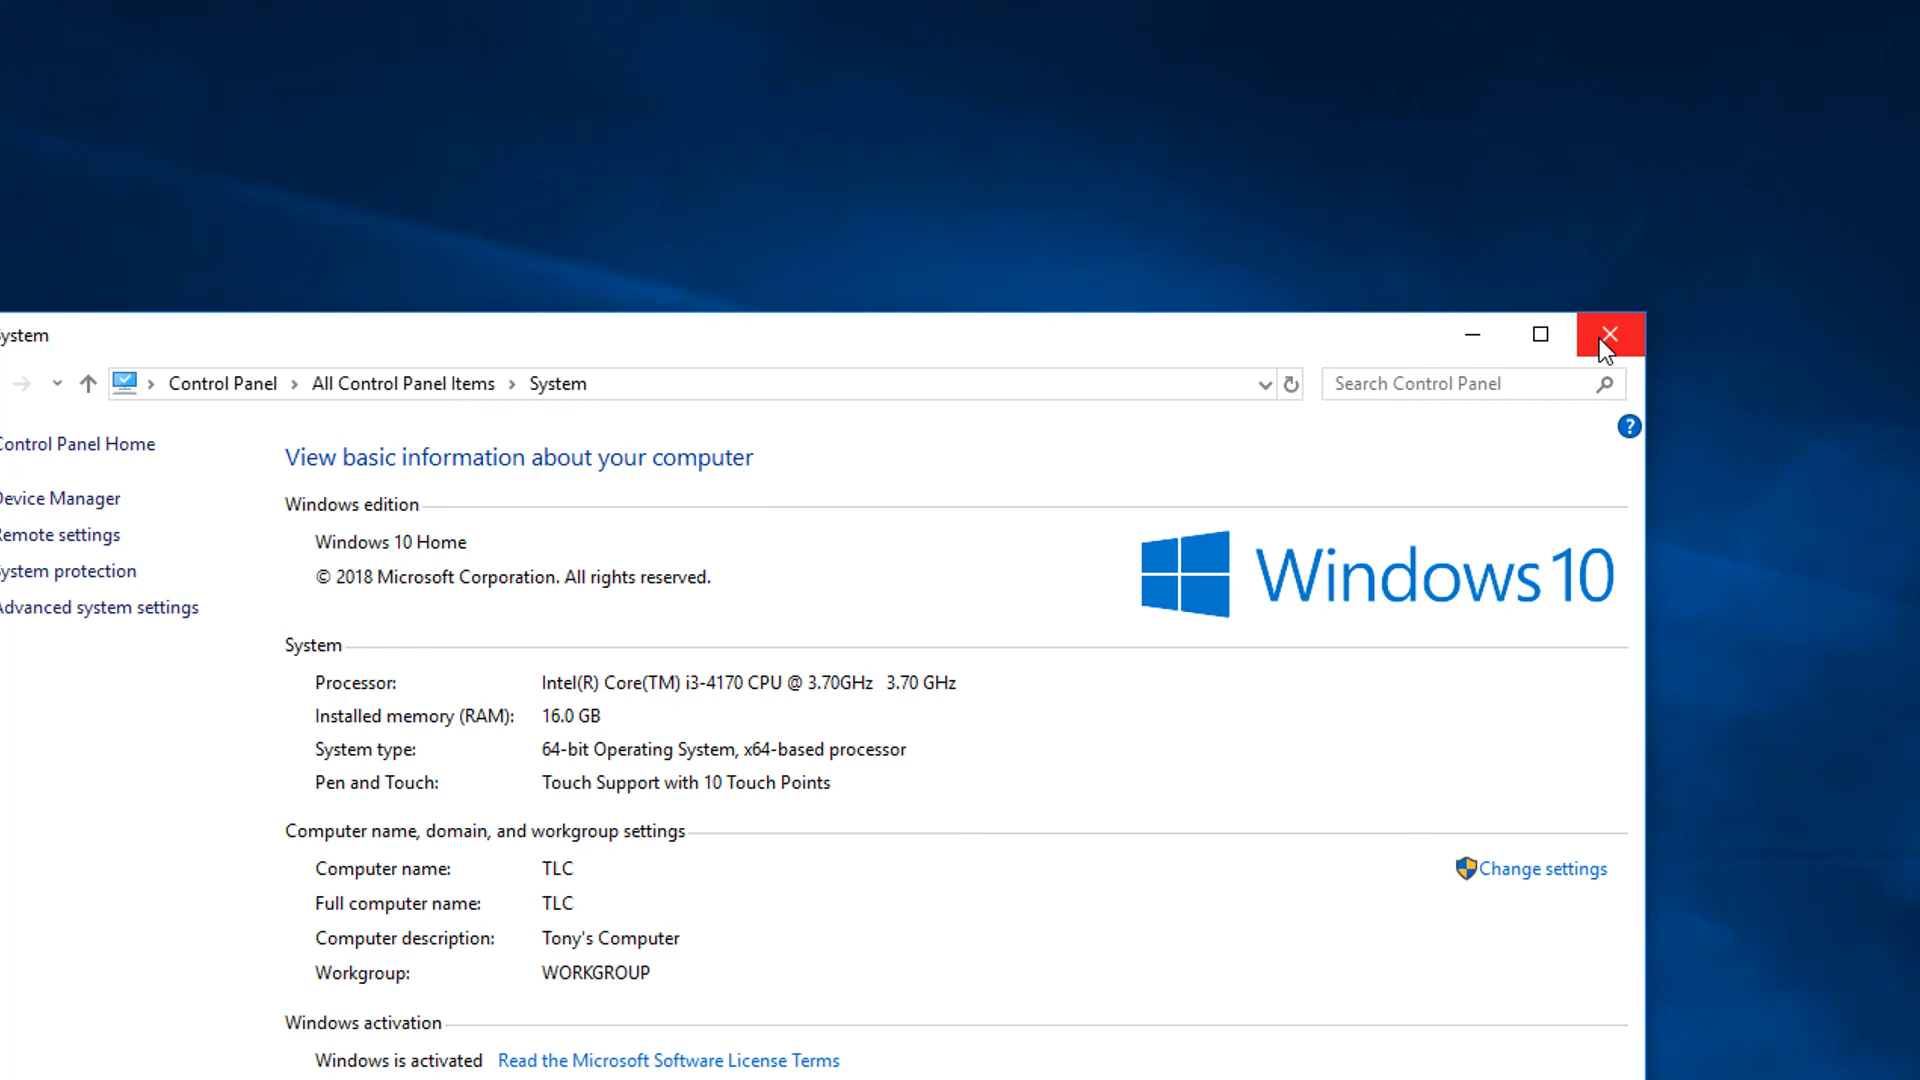 ystem
Control Panel > All Control Panel Items > System
Search Control Panel
?
ontrol Panel Home
evice Manager
emote settings
ystem protection
Advanced system settings
View basic information about your computer
Windows edition
Windows 10 Home
© 2018 Microsoft Corporation. All rights reserved.
Windows 10
System
Processor: Intel(R) Core(TM) i3-4170 CPU @ 3.70GHz 3.70 GHz
Installed memory (RAM): 16.0 GB
System type: 64-bit Operating System, x64-based processor
Pen and Touch: Touch Support with 10 Touch Points
Computer name, domain, and workgroup settings
Computer name: TLC
Change settings
Full computer name: TLC
Computer description: Tony's Computer
Workgroup: WORKGROUP
Windows activation
Windows is activated Read the Microsoft Software License Terms